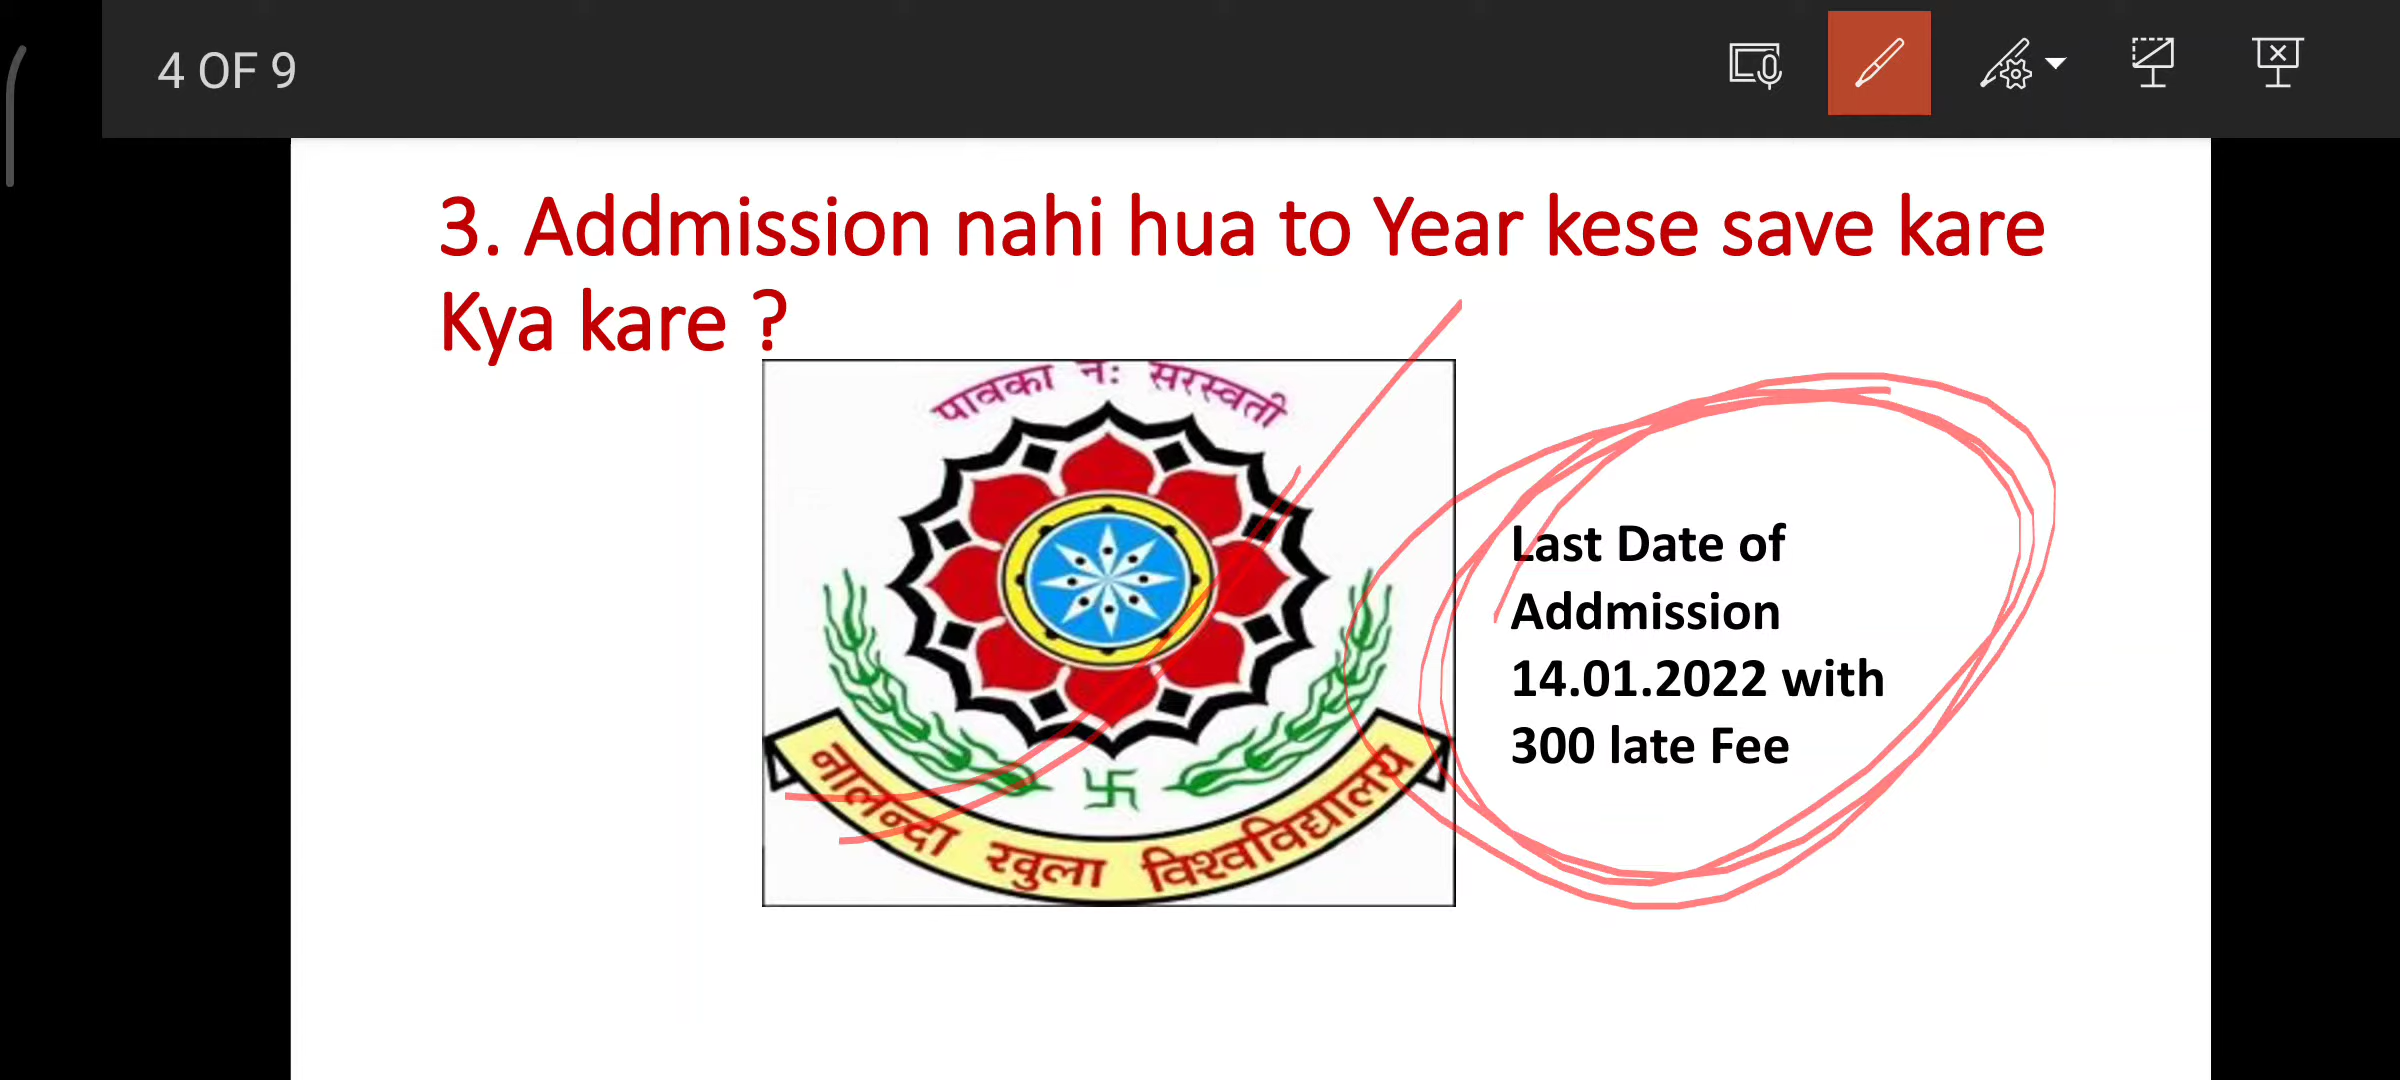 4 OF 9
3. Addmission nahi hua to Year kese save kare
Kya kare ?
पावका नः सरस्वती
Last Date of
Addmission
14.01.2022 with
300 late Fee
नालन्दा खुला विश्वविद्यालय